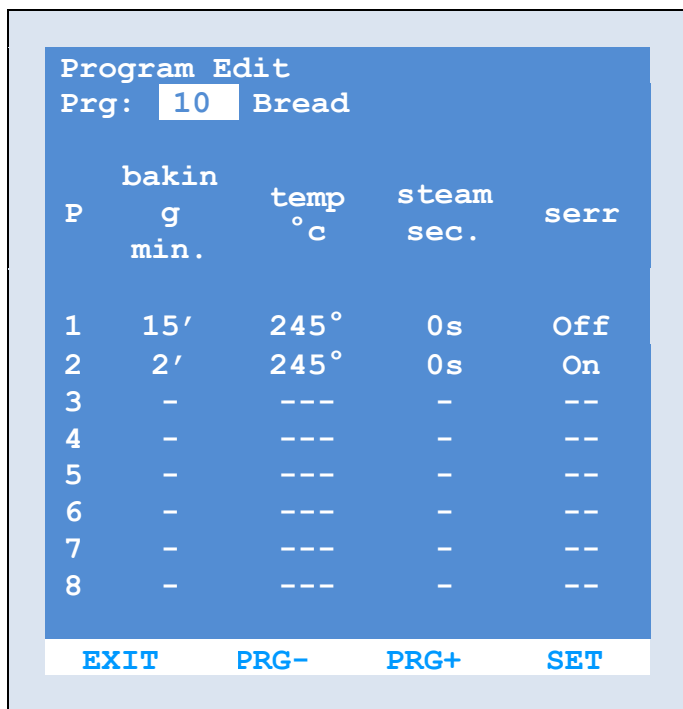 Program Edit
Prg: 10 Bread
P bakin g min. temp °c steam sec. serr
1 15′ 245° 0s Off
2 2′ 245° 0s On
3 – ––– – ––
4 – ––– – ––
5 – ––– – ––
6 – ––– – ––
7 – ––– – ––
8 – ––– – ––
EXIT PRG– PRG+ SET